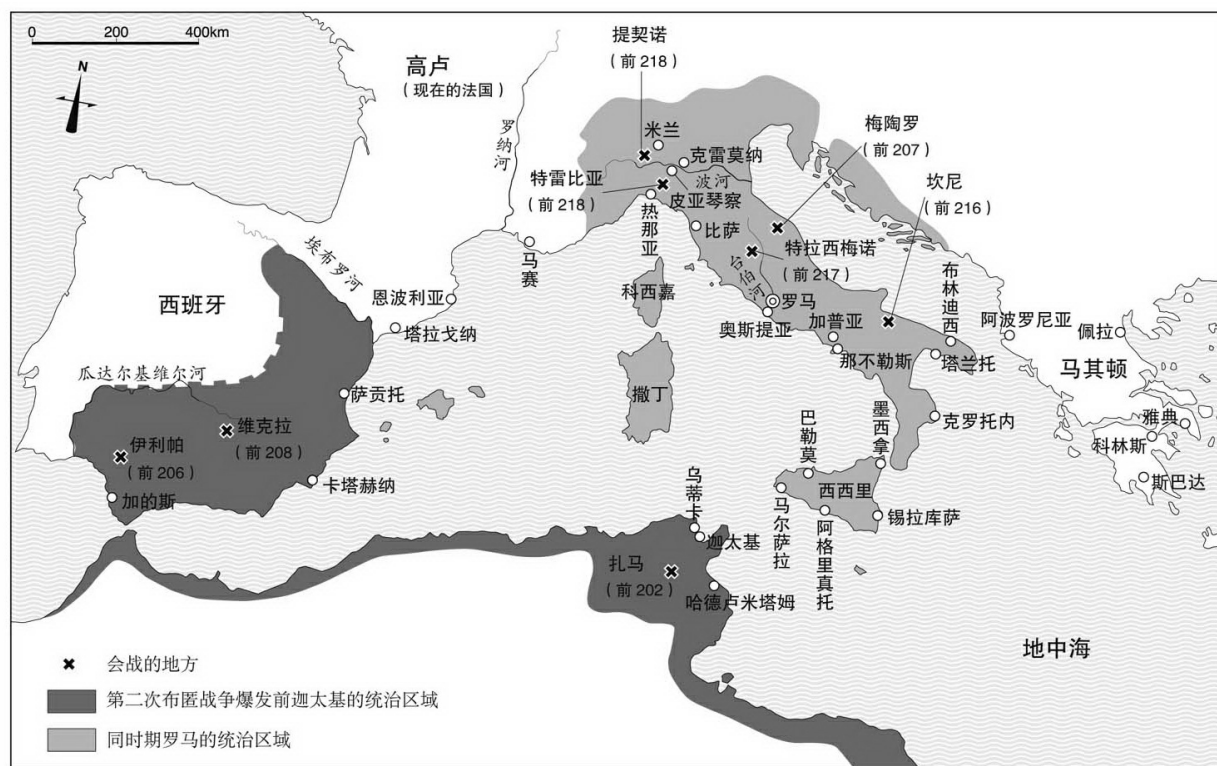 0 200 400km
N
高卢
（现在的法国）
罗纳河
提契诺
（前218）
米兰
克雷莫纳
特雷比亚
（前218）
波河
皮亚琴察
热那亚
比萨
梅陶罗
（前207）
坎尼
（前216）
特拉西梅诺
（前217）
台伯河
罗马
奥斯提亚
加普亚
那不勒斯
布林迪西
塔兰托
克罗托内
墨西拿
阿波罗尼亚
佩拉
马其顿
雅典
科林斯
斯巴达
马赛
科西嘉
撒丁
埃布罗河
恩波利亚
塔拉戈纳
西班牙
瓜达尔基维尔河
萨贡托
维克拉
（前208）
伊利帕
（前206）
加的斯
卡塔赫纳
巴勒莫
西西里
马尔萨拉
阿格里真托
锡拉库萨
乌蒂卡
迦太基
扎马
（前202）
哈德卢米塔姆
地中海
会战的地方
第二次布匿战争爆发前迦太基的统治区域
同时期罗马的统治区域